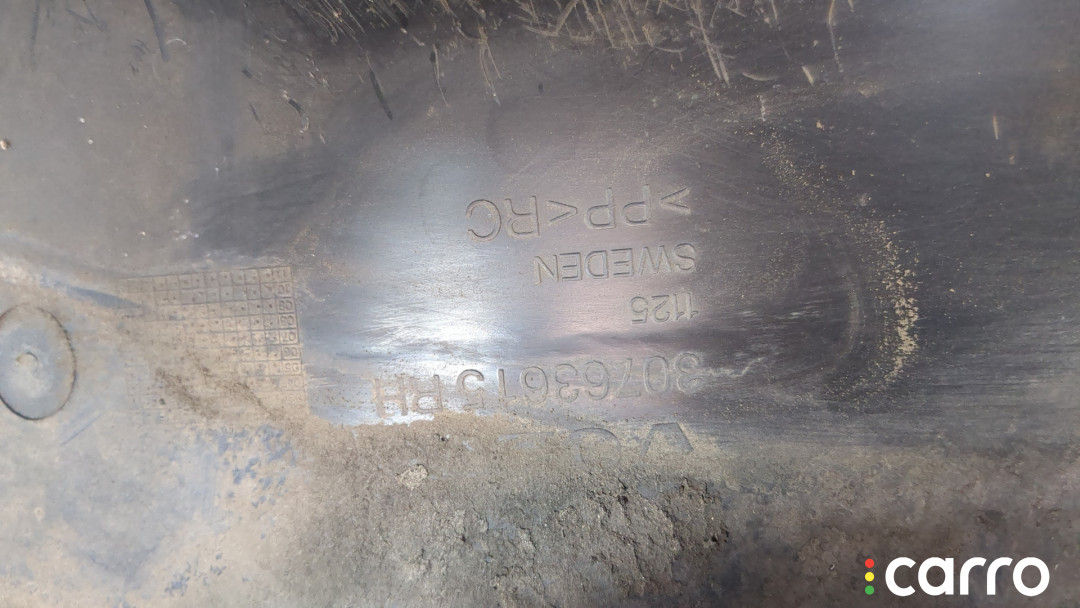 30763615 RH
1125
SWEDEN
>PP<RC
carro